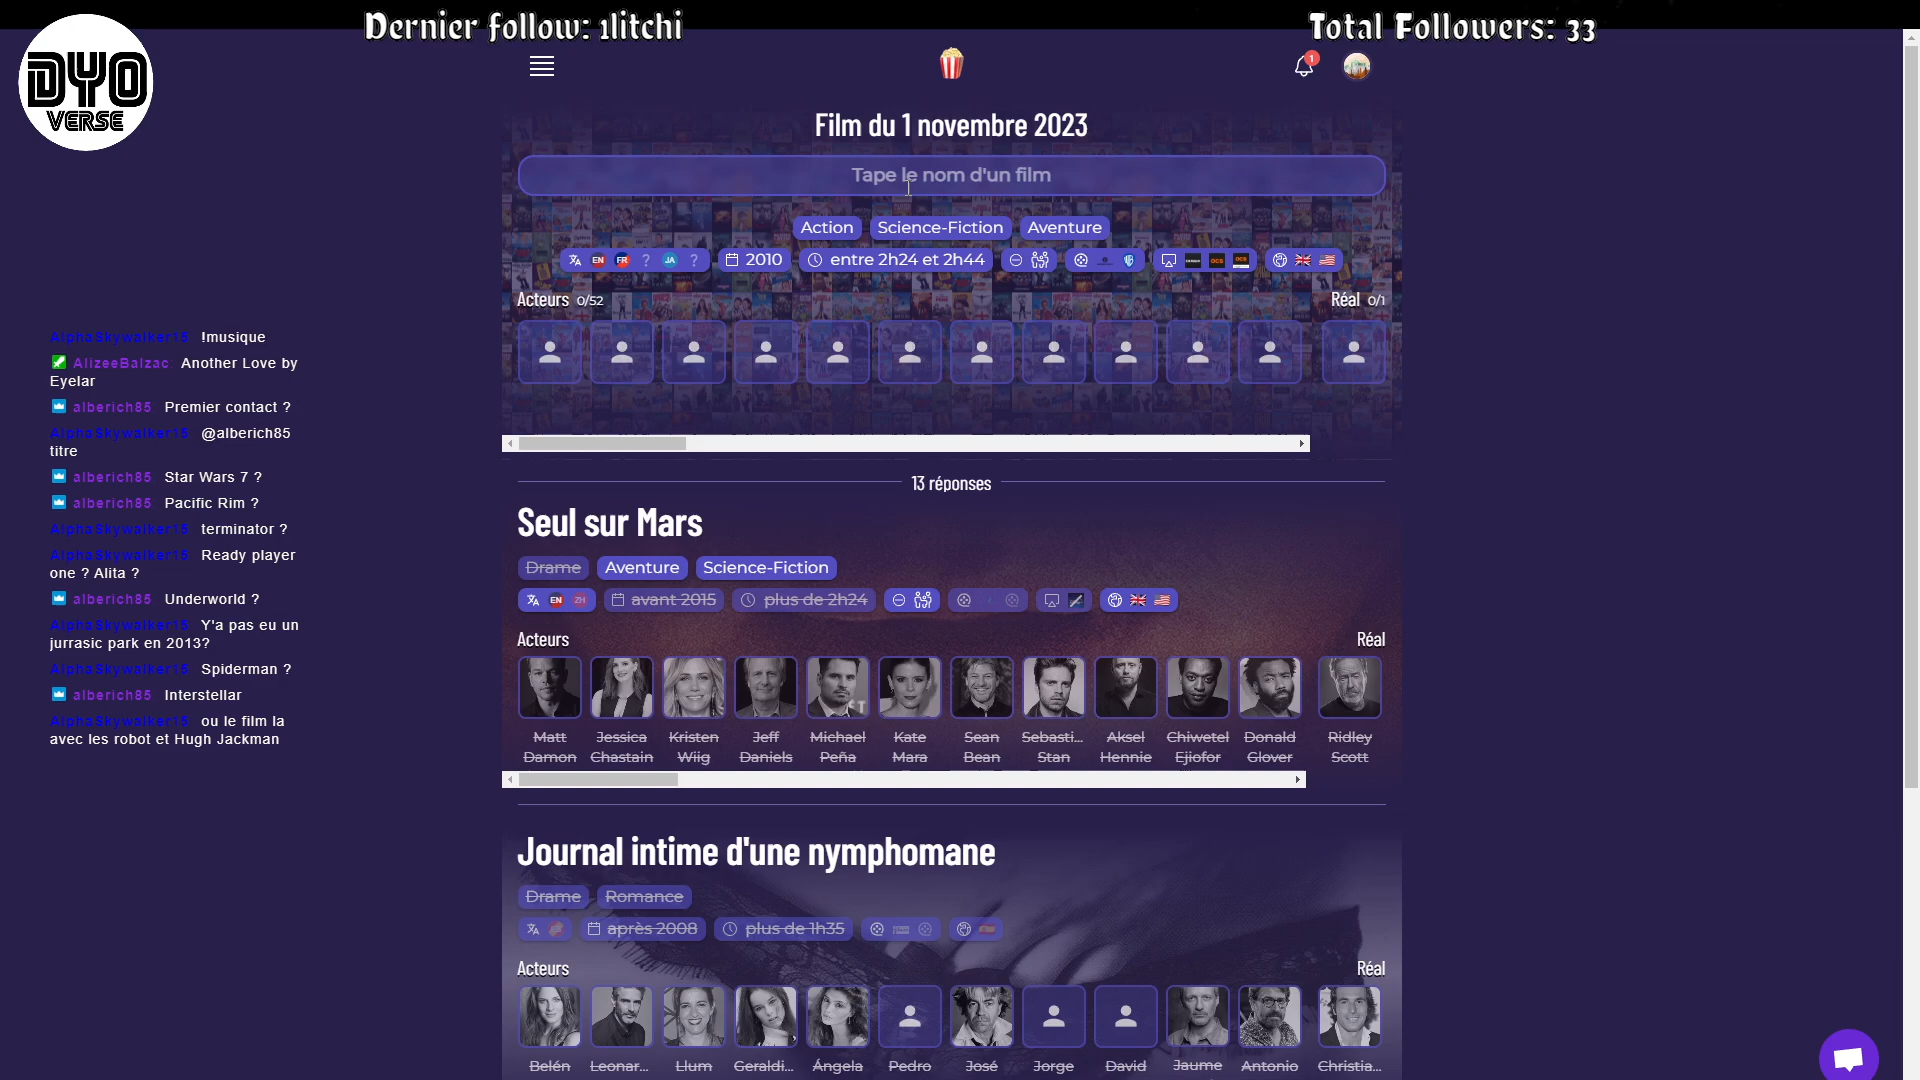 Dernier follow: 1litchi
Total Followers: 33
DYO
VERSE
1
Film du 1 novembre 2023
Tape le nom d'un film
Action
Science-Fiction
Aventure
EN FR ? JA ?
2010
entre 2h24 et 2h44
Acteurs 0/52
Réal 0/1
AlphaSkywalker15 !musique
AlizeeBalzac Another Love by
Eyelar
alberich85 Premier contact ?
AlphaSkywalker15 @alberich85
titre
alberich85 Star Wars 7 ?
alberich85 Pacific Rim ?
AlphaSkywalker15 terminator ?
AlphaSkywalker15 Ready player
one ? Alita ?
alberich85 Underworld ?
AlphaSkywalker15 Y'a pas eu un
jurrasic park en 2013?
AlphaSkywalker15 Spiderman ?
alberich85 Interstellar
AlphaSkywalker15 ou le film la
avec les robot et Hugh Jackman
13 réponses
Seul sur Mars
Drame
Aventure
Science-Fiction
EN ZH
avant 2015
plus de 2h24
Acteurs
Réal
Matt
Damon
Jessica
Chastain
Kristen
Wiig
Jeff
Daniels
Michael
Peña
Kate
Mara
Sean
Bean
Sebasti...
Stan
Aksel
Hennie
Chiwetel
Ejiofor
Donald
Glover
Ridley
Scott
Journal intime d'une nymphomane
Drame
Romance
après 2008
plus de 1h35
Acteurs
Réal
Belén
Leonar...
Llum
Geraldi...
Ángela
Pedro
José
Jorge
David
Jaume
Antonio
Christia...